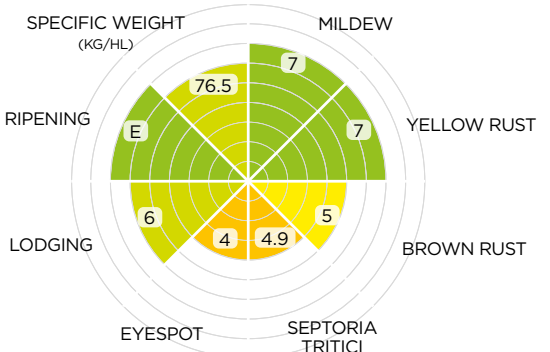 SPECIFIC WEIGHT
(KG/HL)
MILDEW
7
76.5
RIPENING
E
7
YELLOW RUST
6
5
LODGING
4
4.9
BROWN RUST
EYESPOT
SEPTORIA
TRITICI